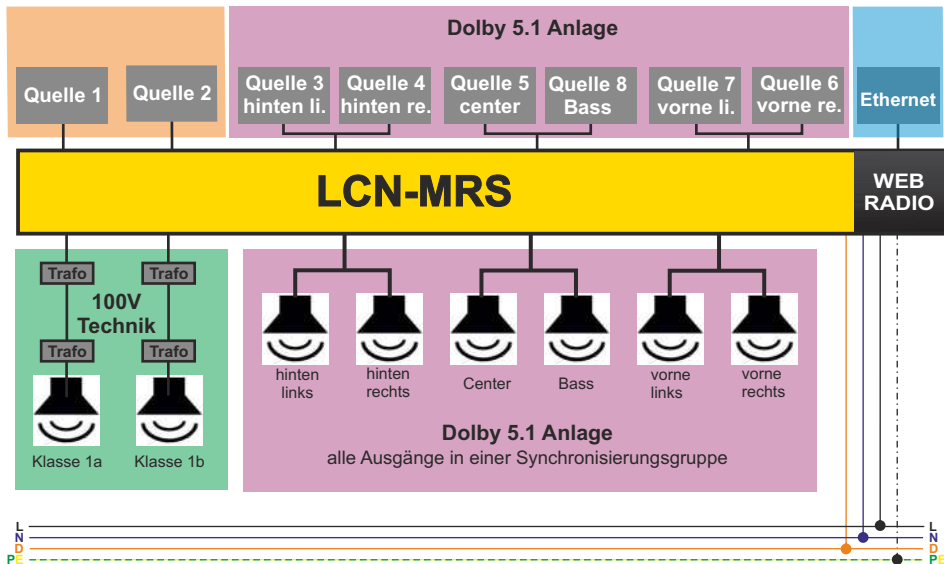 Dolby 5.1 Anlage
Quelle 1
Quelle 2
Quelle 3
hinten li.
Quelle 4
hinten re.
Quelle 5
center
Quelle 8
Bass
Quelle 7
vorne li.
Quelle 6
vorne re.
Ethernet
LCN-MRS
WEB
RADIO
Trafo
Trafo
100V
Technik
Trafo
Trafo
Klasse 1a
Klasse 1b
hinten
links
hinten
rechts
Center
Bass
vorne
links
vorne
rechts
Dolby 5.1 Anlage
alle Ausgänge in einer Synchronisierungsgruppe
L
N
D
PE
L
N
D
PE